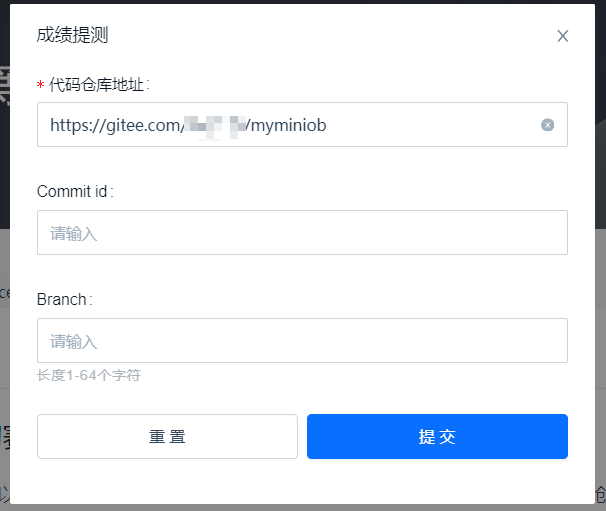 成绩提测
* 代码仓库地址:
https://gitee.com/ /myminiob
Commit id:
请输入
Branch:
请输入
长度1-64个字符
重置
提交